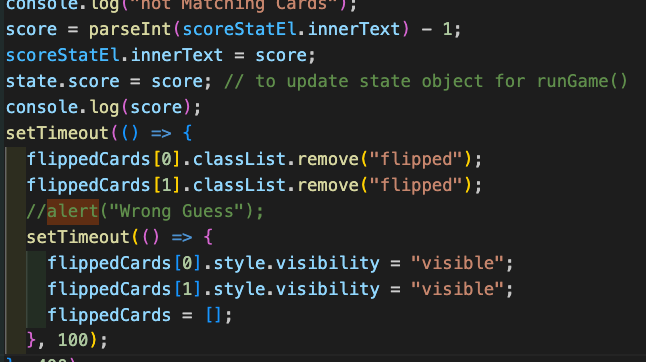 console.log("not Matching Cards");
score = parseInt(scoreStatEl.innerText) - 1;
scoreStatEl.innerText = score;
state.score = score; // to update state object for runGame()
console.log(score);
setTimeout(() => {
flippedCards[0].classList.remove("flipped");
flippedCards[1].classList.remove("flipped");
//alert("Wrong Guess");
setTimeout(() => {
flippedCards[0].style.visibility = "visible";
flippedCards[1].style.visibility = "visible";
flippedCards = [];
}, 100);
}, 400)